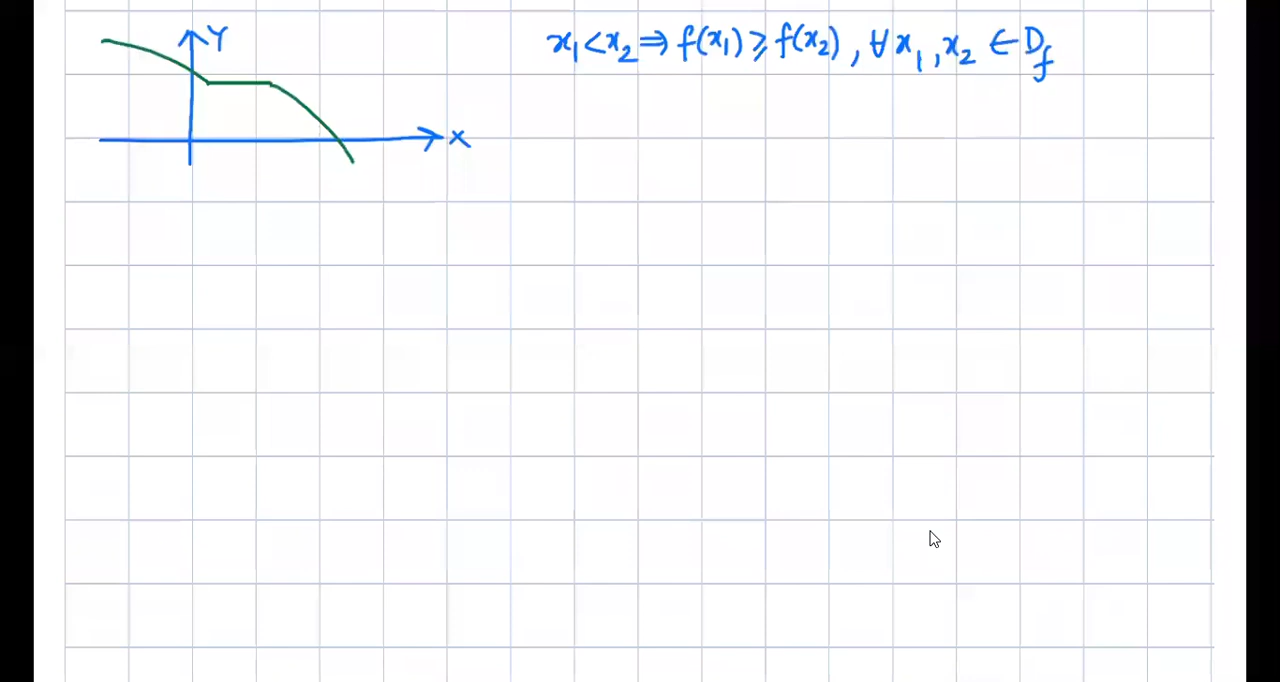 Y
x₁<x₂⇒f(x₁)⩾f(x₂), ∀x₁,x₂∈D_f
X